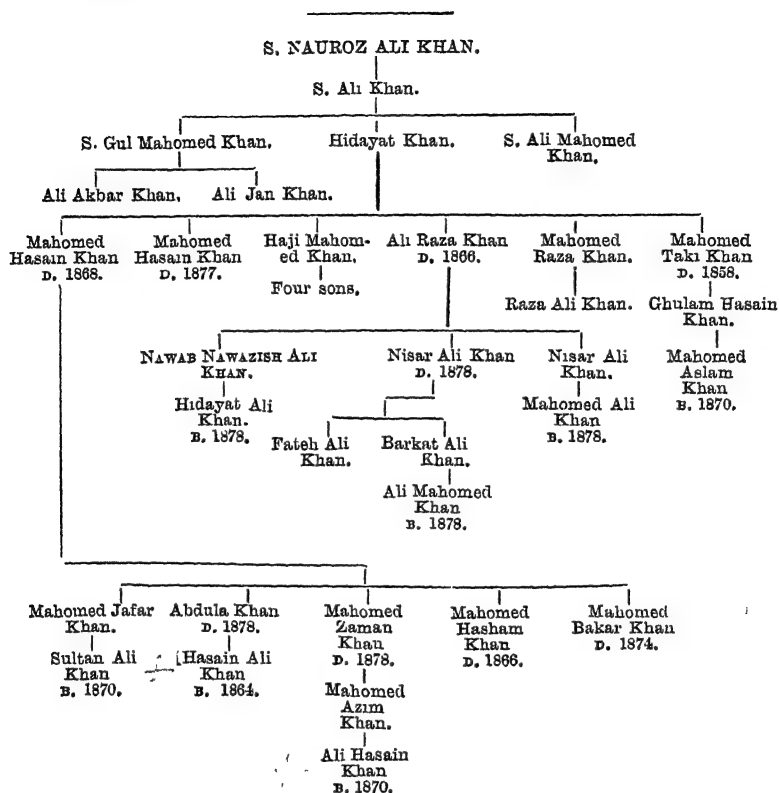 S. NAUROZ ALI KHAN.
S. Ali Khan.
S. Gul Mahomed Khan.
Hidayat Khan.
S. Ali Mahomed
Khan.
Ali Akbar Khan.
Ali Jan Khan.
Mahomed
Hasain Khan
D. 1868.
Mahomed
Hasain Khan
D. 1877.
Haji Mahom-
ed Khan.
Four sons.
Ali Raza Khan
D. 1866.
Mahomed
Raza Khan.
Raza Ali Khan.
Mahomed
Taki Khan
D. 1858.
Ghulam Hasain
Khan.
Mahomed
Aslam
Khan
B. 1870.
NAWAB NAWAZISH ALI
KHAN.
Hidayat Ali
Khan.
B. 1878.
Nisar Ali Khan
D. 1878.
Fateh Ali
Khan.
Barkat Ali
Khan.
Ali Mahomed
Khan
B. 1878.
Nisar Ali
Khan.
Mahomed Ali
Khan
B. 1878.
Mahomed Jafar
Khan.
Sultan Ali
Khan
B. 1870.
Abdula Khan
D. 1878.
Hasain Ali
Khan
B. 1864.
Mahomed
Zaman
Khan
D. 1878.
Mahomed
Azim
Khan.
Ali Hasain
Khan
B. 1870.
Mahomed
Hasham
Khan
D. 1866.
Mahomed
Bakar Khan
D. 1874.